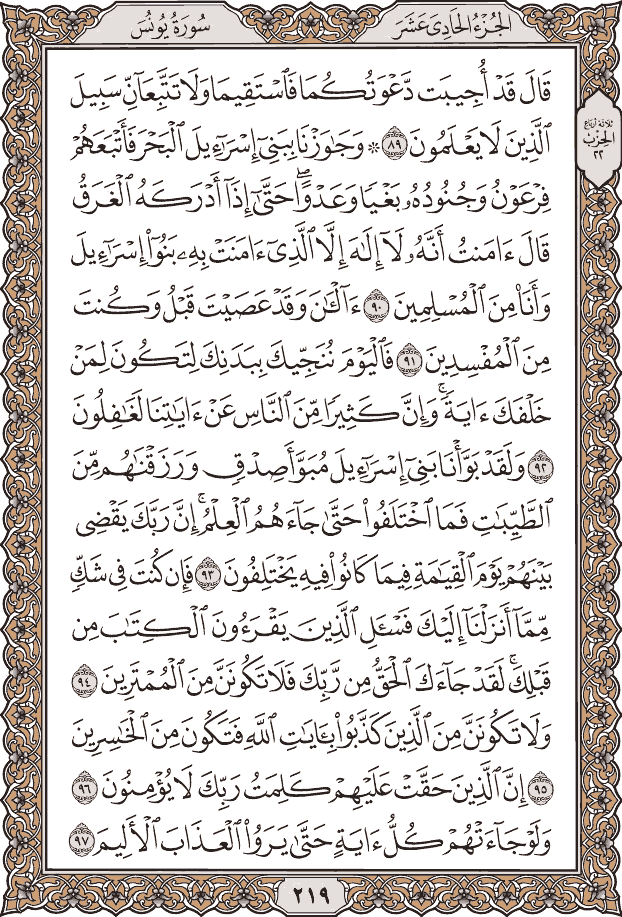 الجُزْءُ الحَادِى عَشَرَ
سُورَةُ يُونُسَ
ثلاثة أرباع
الحِزْب
٢٢
قَالَ قَدْ أُجِيبَت دَّعْوَتُكُمَا فَٱسْتَقِيمَا وَلَا تَتَّبِعَآنِّ سَبِيلَ
ٱلَّذِينَ لَا يَعْلَمُونَ ٨٩ ۞ وَجَٰوَزْنَا بِبَنِىٓ إِسْرَٰٓءِيلَ ٱلْبَحْرَ فَأَتْبَعَهُمْ
فِرْعَوْنُ وَجُنُودُهُۥ بَغْيًا وَعَدْوًا ۖ حَتَّىٰٓ إِذَآ أَدْرَكَهُ ٱلْغَرَقُ
قَالَ ءَامَنتُ أَنَّهُۥ لَآ إِلَٰهَ إِلَّا ٱلَّذِىٓ ءَامَنَتْ بِهِۦ بَنُوٓا۟ إِسْرَٰٓءِيلَ
وَأَنَا۠ مِنَ ٱلْمُسْلِمِينَ ٩٠ ءَآلْـَٰٔنَ وَقَدْ عَصَيْتَ قَبْلُ وَكُنتَ
مِنَ ٱلْمُفْسِدِينَ ٩١ فَٱلْيَوْمَ نُنَجِّيكَ بِبَدَنِكَ لِتَكُونَ لِمَنْ
خَلْفَكَ ءَايَةً ۚ وَإِنَّ كَثِيرًا مِّنَ ٱلنَّاسِ عَنْ ءَايَٰتِنَا لَغَٰفِلُونَ
٩٢ وَلَقَدْ بَوَّأْنَا بَنِىٓ إِسْرَٰٓءِيلَ مُبَوَّأَ صِدْقٍ وَرَزَقْنَٰهُم مِّنَ
ٱلطَّيِّبَٰتِ فَمَا ٱخْتَلَفُوا۟ حَتَّىٰ جَآءَهُمُ ٱلْعِلْمُ ۚ إِنَّ رَبَّكَ يَقْضِى
بَيْنَهُمْ يَوْمَ ٱلْقِيَٰمَةِ فِيمَا كَانُوا۟ فِيهِ يَخْتَلِفُونَ ٩٣ فَإِن كُنتَ فِى شَكٍّ
مِّمَّآ أَنزَلْنَآ إِلَيْكَ فَسْـَٔلِ ٱلَّذِينَ يَقْرَءُونَ ٱلْكِتَٰبَ مِن
قَبْلِكَ ۚ لَقَدْ جَآءَكَ ٱلْحَقُّ مِن رَّبِّكَ فَلَا تَكُونَنَّ مِنَ ٱلْمُمْتَرِينَ ٩٤
وَلَا تَكُونَنَّ مِنَ ٱلَّذِينَ كَذَّبُوا۟ بِـَٔايَٰتِ ٱللَّهِ فَتَكُونَ مِنَ ٱلْخَٰسِرِينَ
٩٥ إِنَّ ٱلَّذِينَ حَقَّتْ عَلَيْهِمْ كَلِمَتُ رَبِّكَ لَا يُؤْمِنُونَ ٩٦
وَلَوْ جَآءَتْهُمْ كُلُّ ءَايَةٍ حَتَّىٰ يَرَوُا۟ ٱلْعَذَابَ ٱلْأَلِيمَ ٩٧
٢١٩